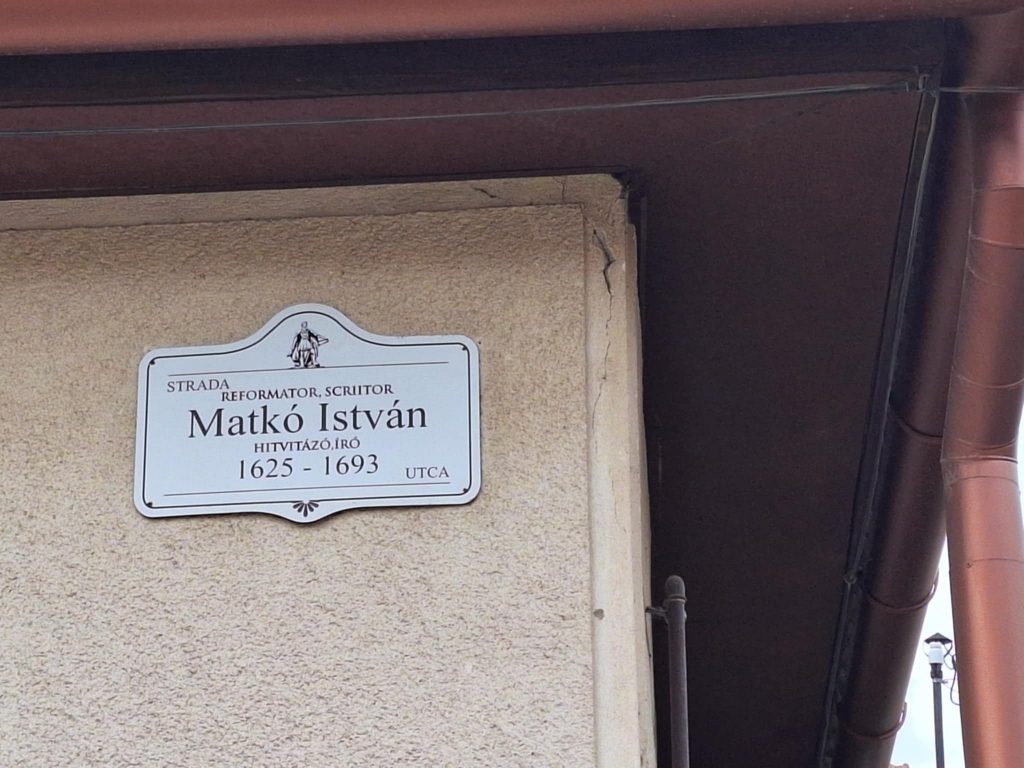 STRADA
REFORMATOR, SCRIITOR
Matkó István
HITVITÁZÓ,ÍRÓ
1625 - 1693
UTCA